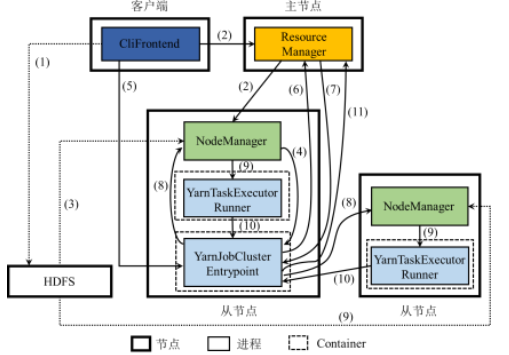 客户端
主节点
CliFrontend
(2)
Resource
Manager
(1)
(5)
(2)
(6)
(7)
(11)
NodeManager
(4)
(9)
(8)
(3)
YarnTaskExecutor
Runner
(10)
YarnJobCluster
Entrypoint
从节点
(8)
NodeManager
(9)
YarnTaskExecutor
Runner
(10)
从节点
HDFS
(9)
节点
进程
Container